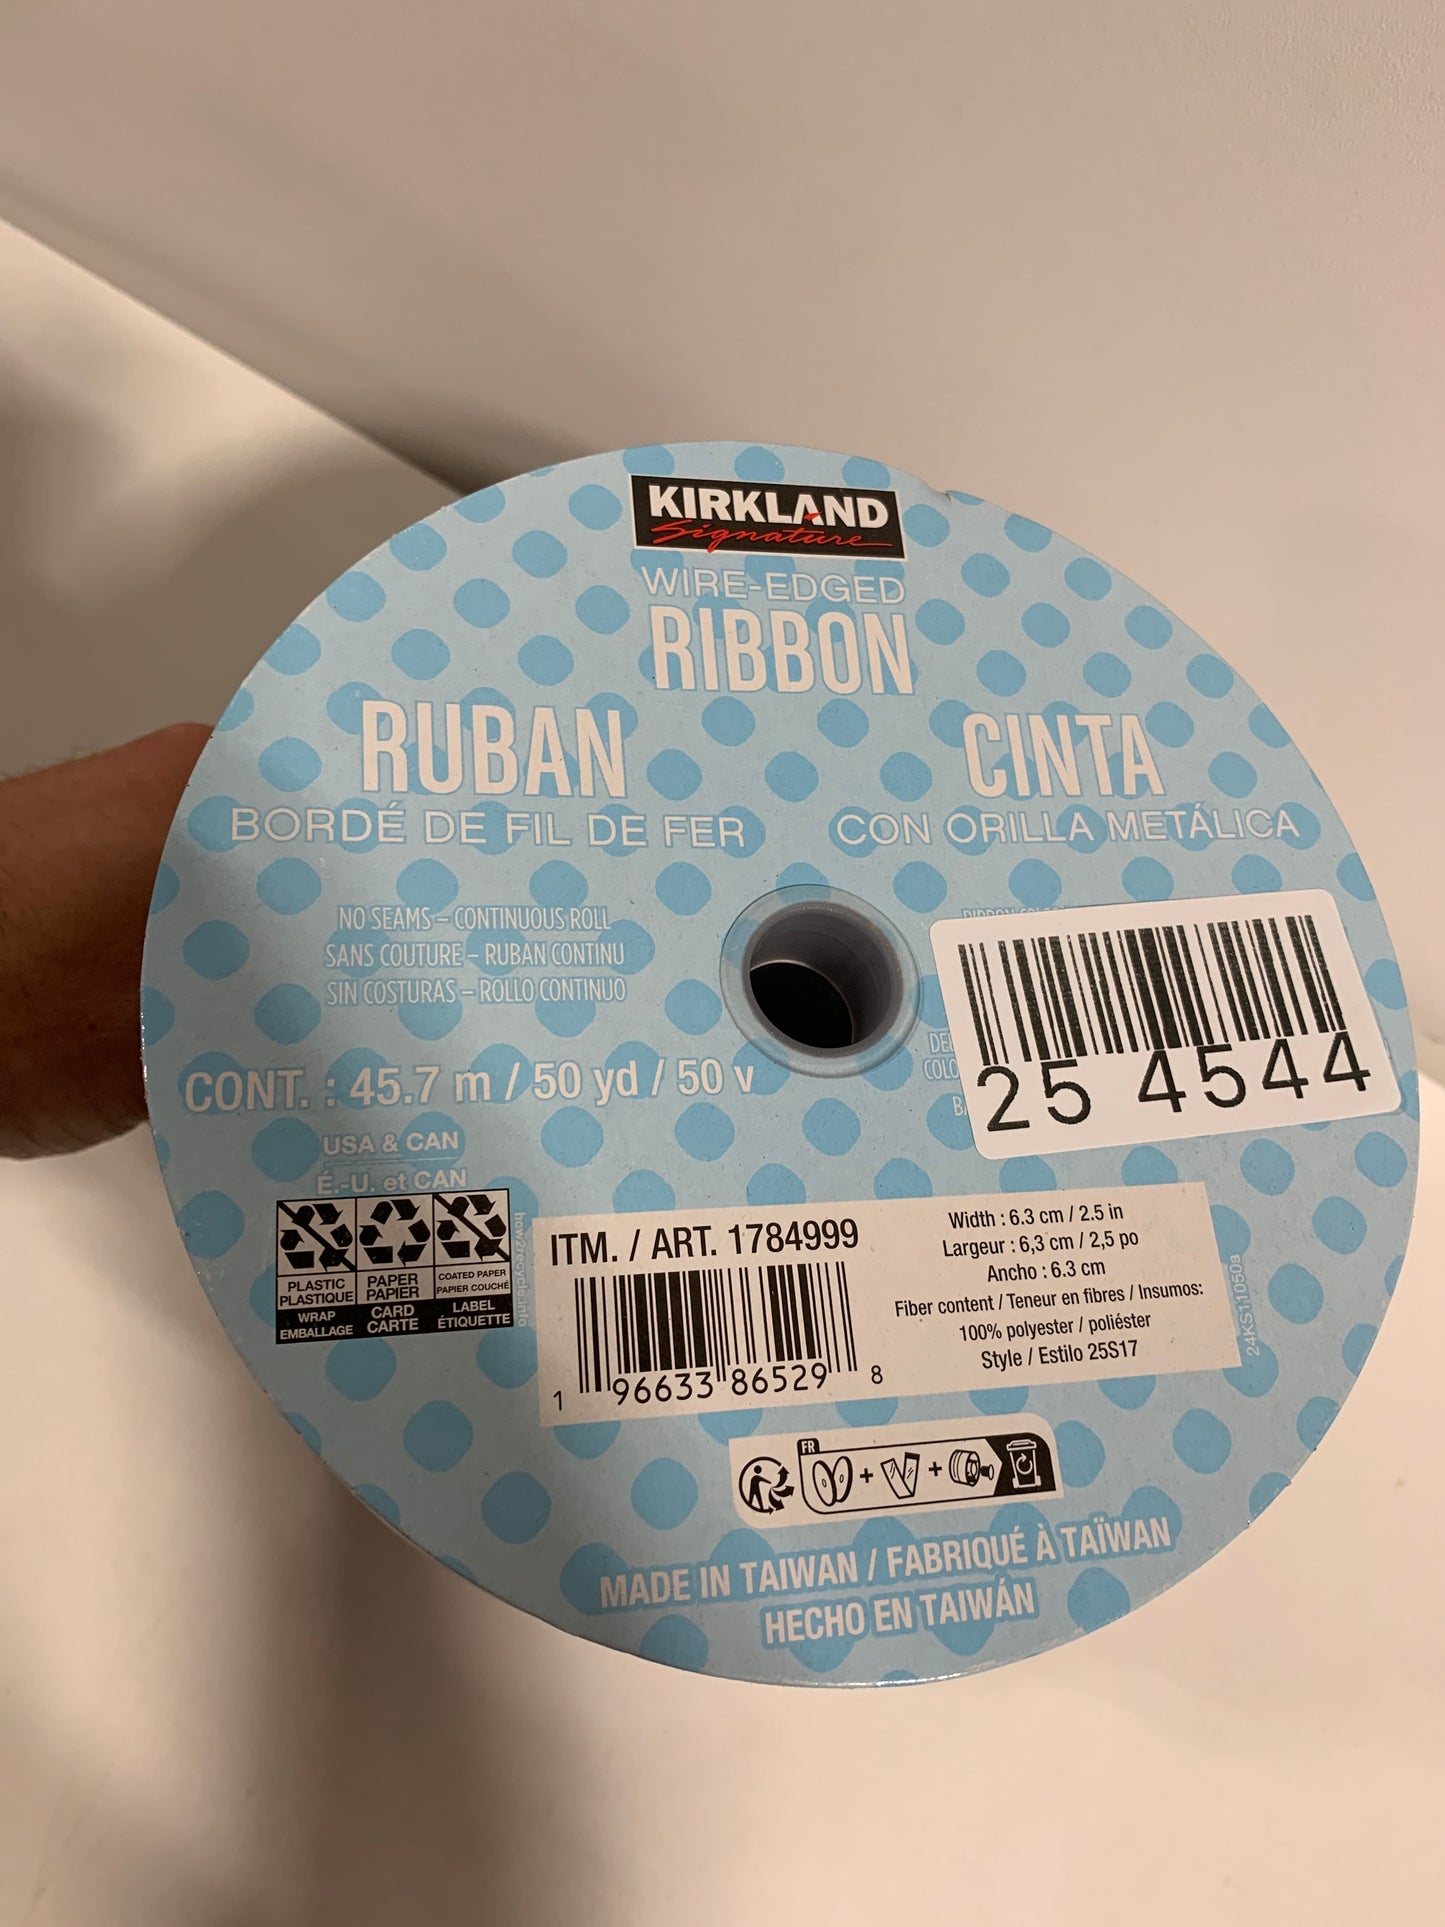 KIRKLAND
Signature
WIRE-EDGED
RIBBON
RUBAN
BORDÉ DE FIL DE FER
CINTA
CON ORILLA METÁLICA
NO SEAMS – CONTINUOUS ROLL
SANS COUTURE – RUBAN CONTINU
SIN COSTURAS – ROLLO CONTINUO
CONT. : 45.7 m / 50 yd / 50 v
25 4544
USA & CAN
É.-U. et CAN
PLASTIC
PLASTIQUE
WRAP
EMBALLAGE
PAPER
PAPIER
CARD
CARTE
COATED PAPER
PAPIER COUCHÉ
LABEL
ÉTIQUETTE
how2recycle.info
ITM. / ART. 1784999
1 96633 86529 8
Width : 6.3 cm / 2.5 in
Largeur : 6,3 cm / 2,5 po
Ancho : 6.3 cm
Fiber content / Teneur en fibres / Insumos:
100% polyester / poliéster
Style / Estilo 25S17
24KS11050a
FR
MADE IN TAIWAN / FABRIQUÉ À TAÏWAN
HECHO EN TAIWÁN